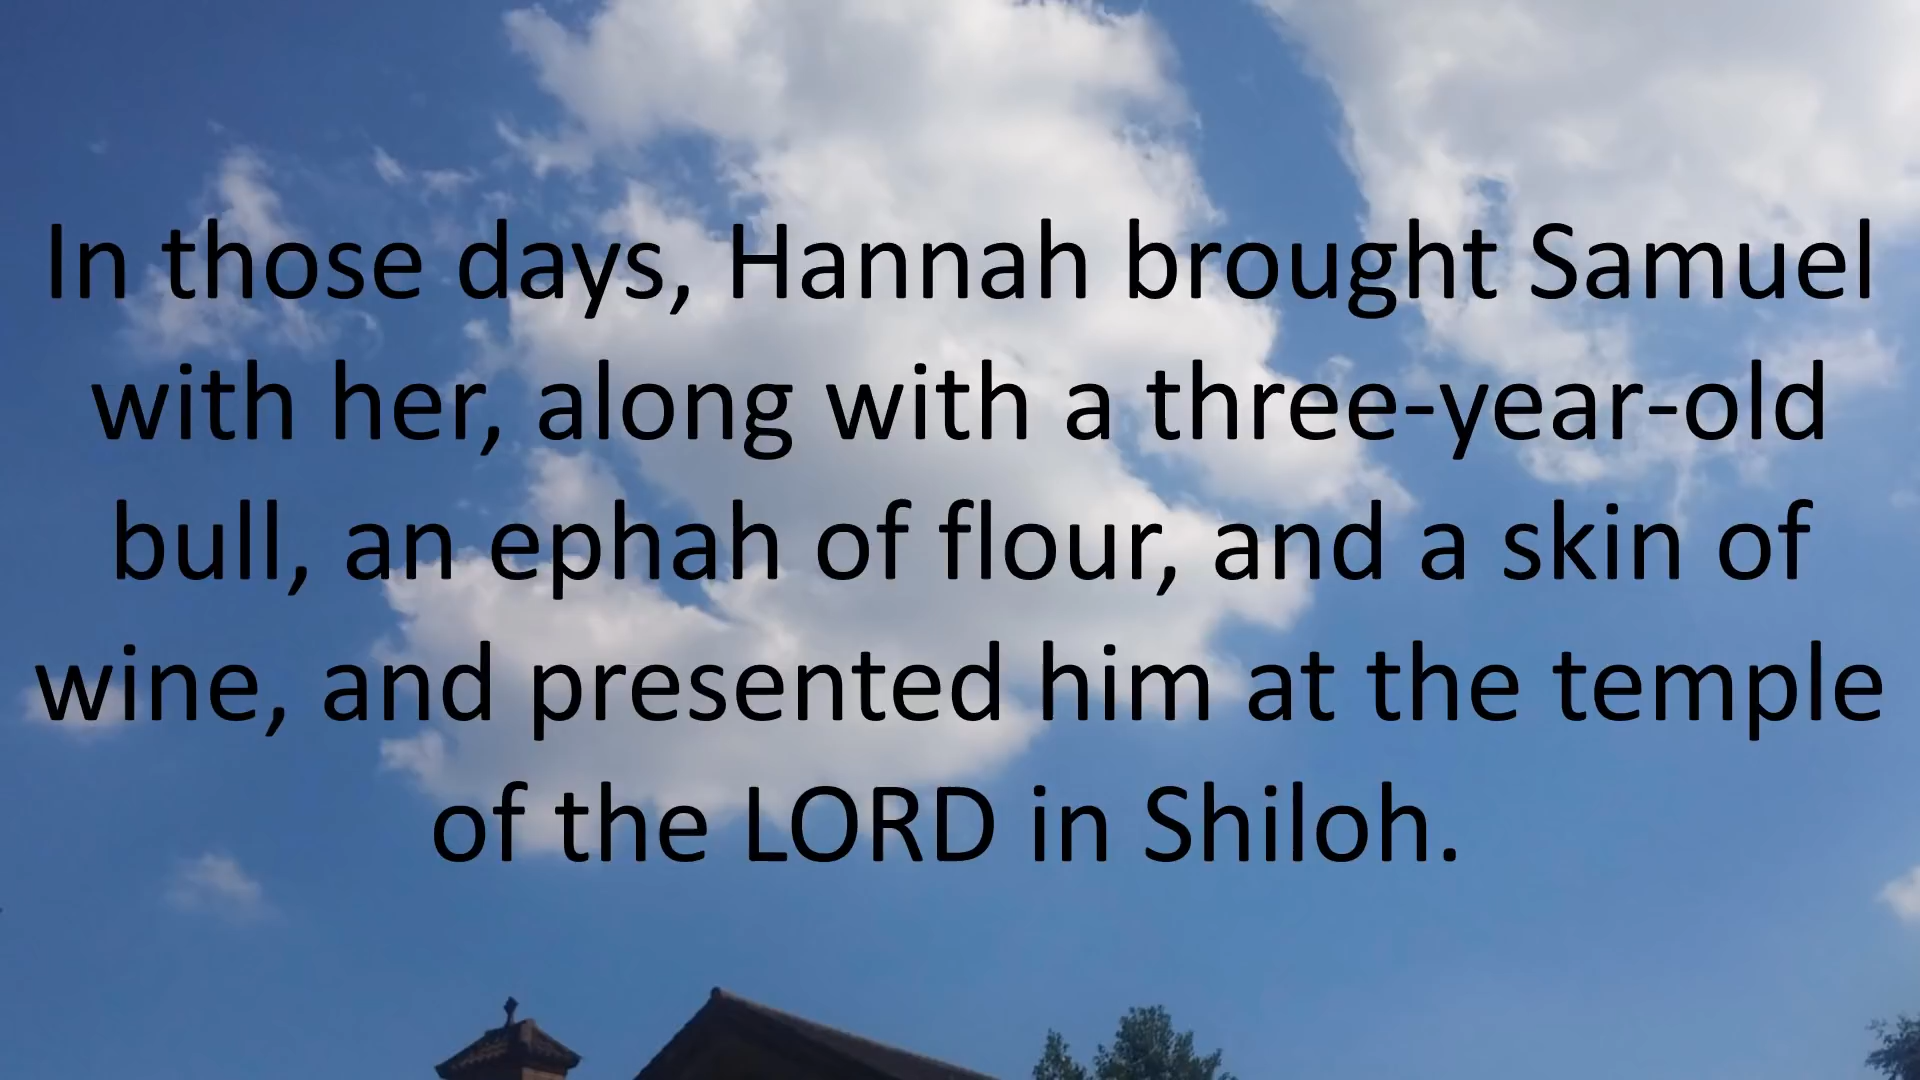 In those days, Hannah brought Samuel
with her, along with a three-year-old
bull, an ephah of flour, and a skin of
wine, and presented him at the temple
of the LORD in Shiloh.